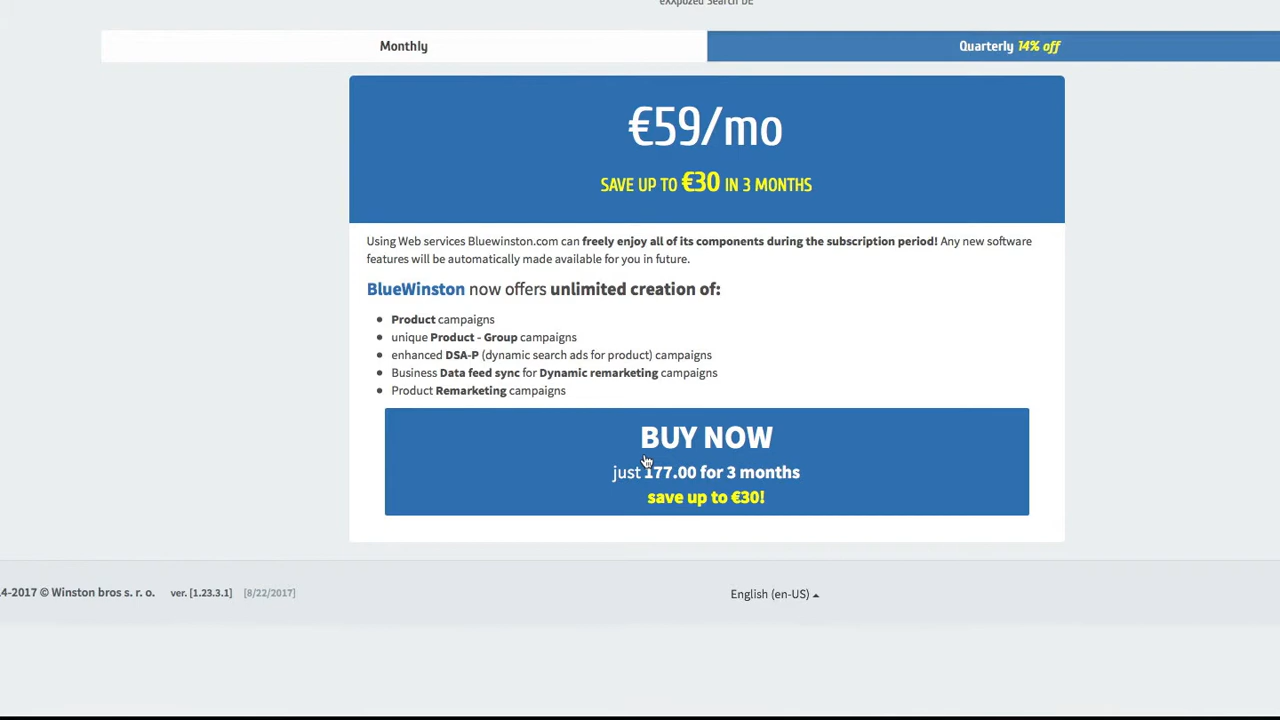 eXXpozed Search DE
Monthly
Quarterly 14% off
€59/mo
SAVE UP TO €30 IN 3 MONTHS
Using Web services Bluewinston.com can freely enjoy all of its components during the subscription period! Any new software
features will be automatically made available for you in future.
BlueWinston now offers unlimited creation of:
Product campaigns
unique Product - Group campaigns
enhanced DSA-P (dynamic search ads for product) campaigns
Business Data feed sync for Dynamic remarketing campaigns
Product Remarketing campaigns
BUY NOW
just 177.00 for 3 months
save up to €30!
4-2017 © Winston bros s. r. o. ver. [1.23.3.1] [8/22/2017]
English (en-US)